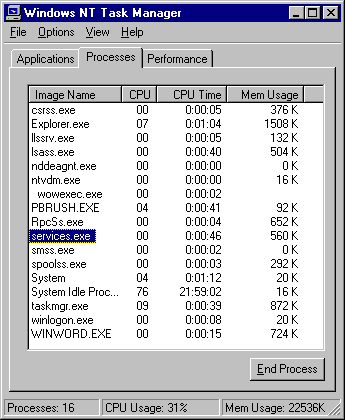 Windows NT Task Manager
File Options View Help
Applications Processes Performance
Image Name CPU CPU Time Mem Usage
csrss.exe 00 0:00:05 376 K
Explorer.exe 07 0:01:04 1508 K
llssrv.exe 00 0:00:05 132 K
lsass.exe 00 0:00:40 504 K
nddeagnt.exe 00 0:00:00 0 K
ntvdm.exe 00 0:00:00 16 K
wowexec.exe 00 0:00:02
PBRUSH.EXE 04 0:00:41 92 K
RpcSs.exe 00 0:00:04 652 K
services.exe 00 0:00:46 560 K
smss.exe 00 0:00:02 0 K
spoolss.exe 00 0:00:03 292 K
System 04 0:01:12 20 K
System Idle Proc... 76 21:59:02 16 K
taskmgr.exe 09 0:00:39 872 K
winlogon.exe 00 0:00:08 20 K
WINWORD.EXE 00 0:00:15 724 K
End Process
Processes: 16 CPU Usage: 31% Mem Usage: 22536K